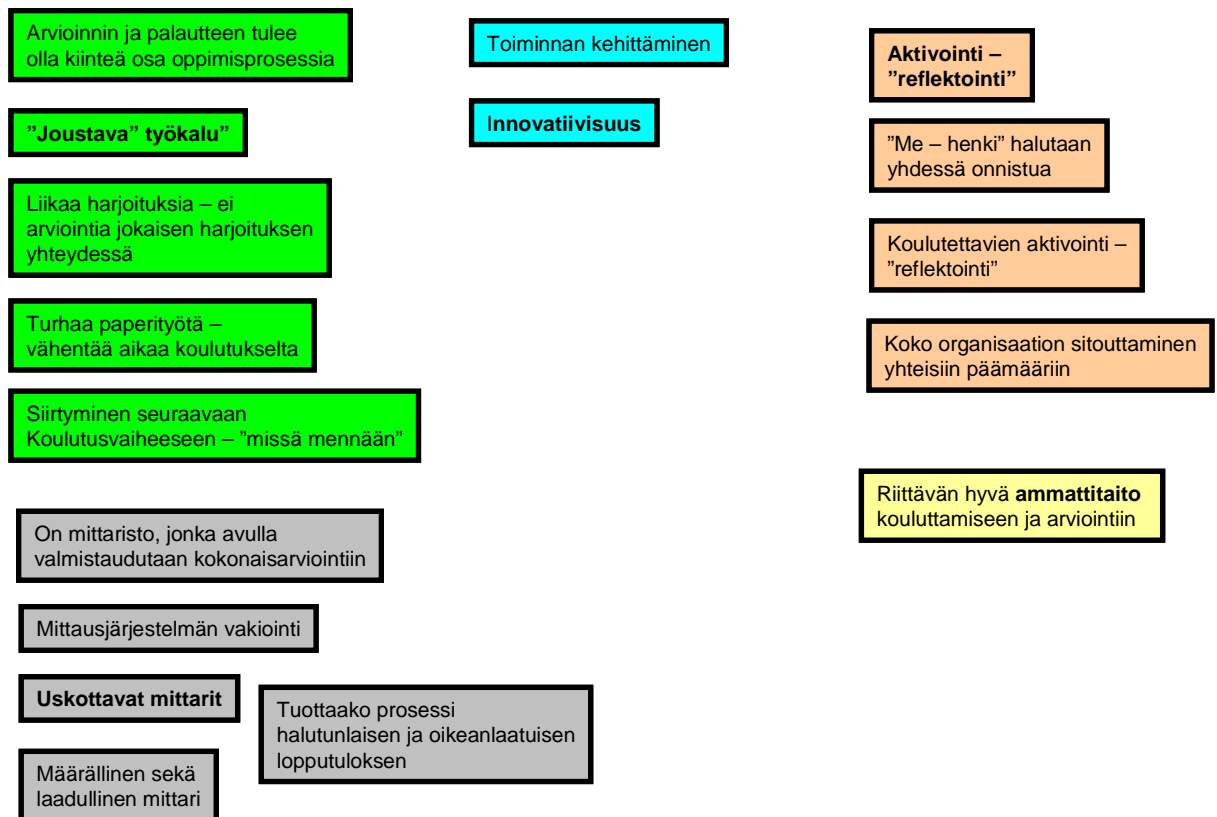 Arvioinnin ja palautteen tulee
olla kiinteä osa oppimisprosessia
”Joustava” työkalu”
Liikaa harjoituksia – ei
arviointia jokaisen harjoituksen
yhteydessä
Turhaa paperityötä –
vähentää aikaa koulutukselta
Siirtyminen seuraavaan
Koulutusvaiheeseen – ”missä mennään”
Toiminnan kehittäminen
Innovatiivisuus
Aktivointi –
”reflektointi”
”Me – henki” halutaan
yhdessä onnistua
Koulutettavien aktivointi –
”reflektointi”
Koko organisaation sitouttaminen
yhteisiin päämääriin
Riittävän hyvä ammattitaito
kouluttamiseen ja arviointiin
On mittaristo, jonka avulla
valmistaudutaan kokonaisarviointiin
Mittausjärjestelmän vakiointi
Uskottavat mittarit
Tuottaako prosessi
halutunlaisen ja oikeanlaatuisen
lopputuloksen
Määrällinen sekä
laadullinen mittari